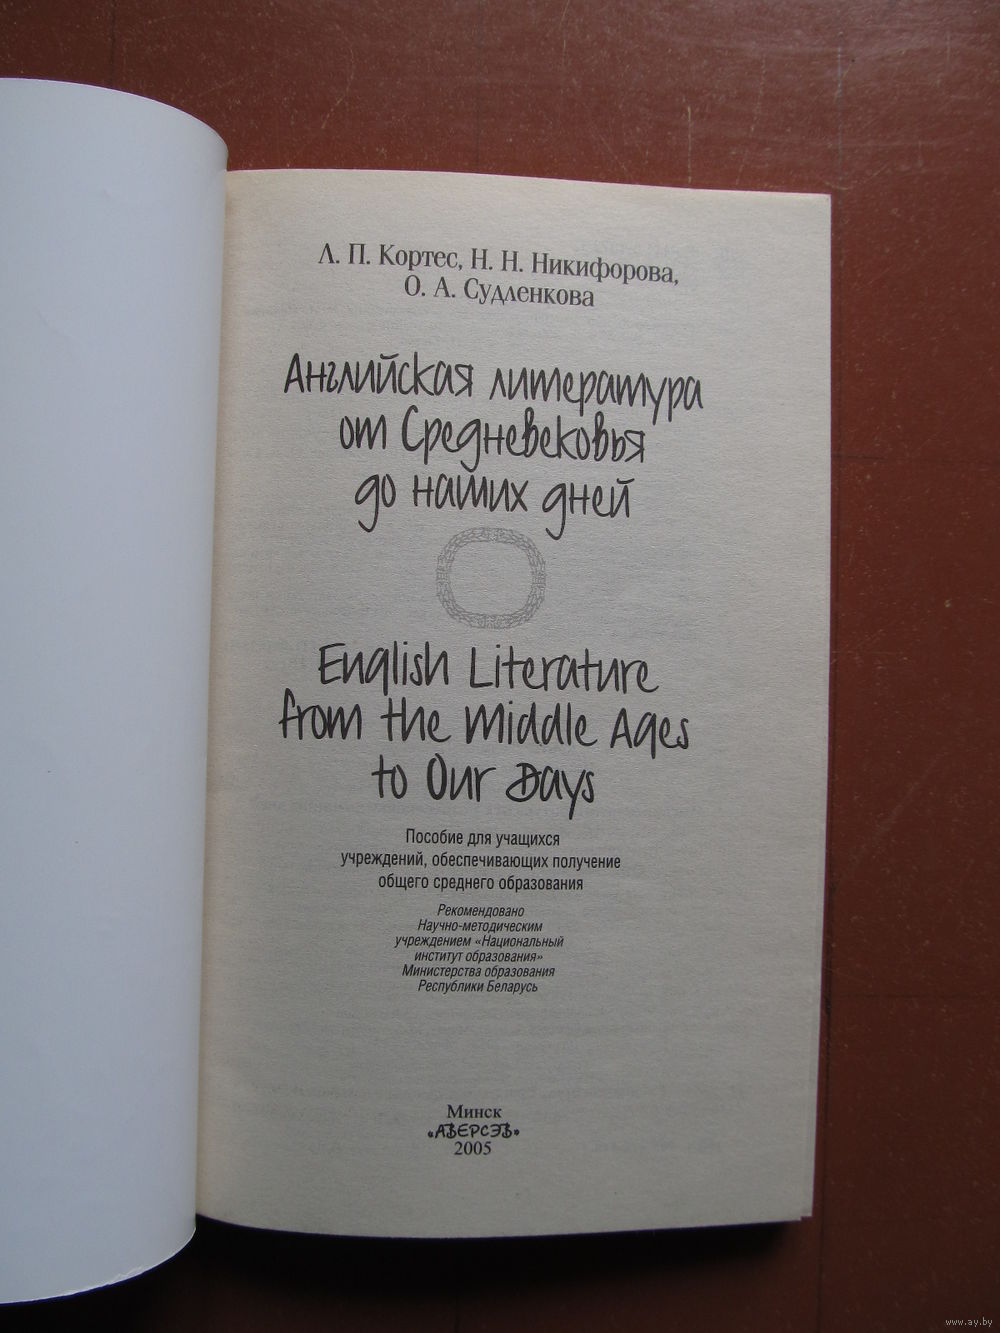 Л. П. Кортес, Н. Н. Никифорова,
О. А. Судленкова
Английская литература
от Средневековья
до наших дней
English Literature
from the Middle Ages
to Our Days
Пособие для учащихся
учреждений, обеспечивающих получение
общего среднего образования
Рекомендовано
Научно-методическим
учреждением «Национальный
институт образования»
Министерства образования
Республики Беларусь
Минск
«АВЕРСЭВ»
2005
www.ay.by